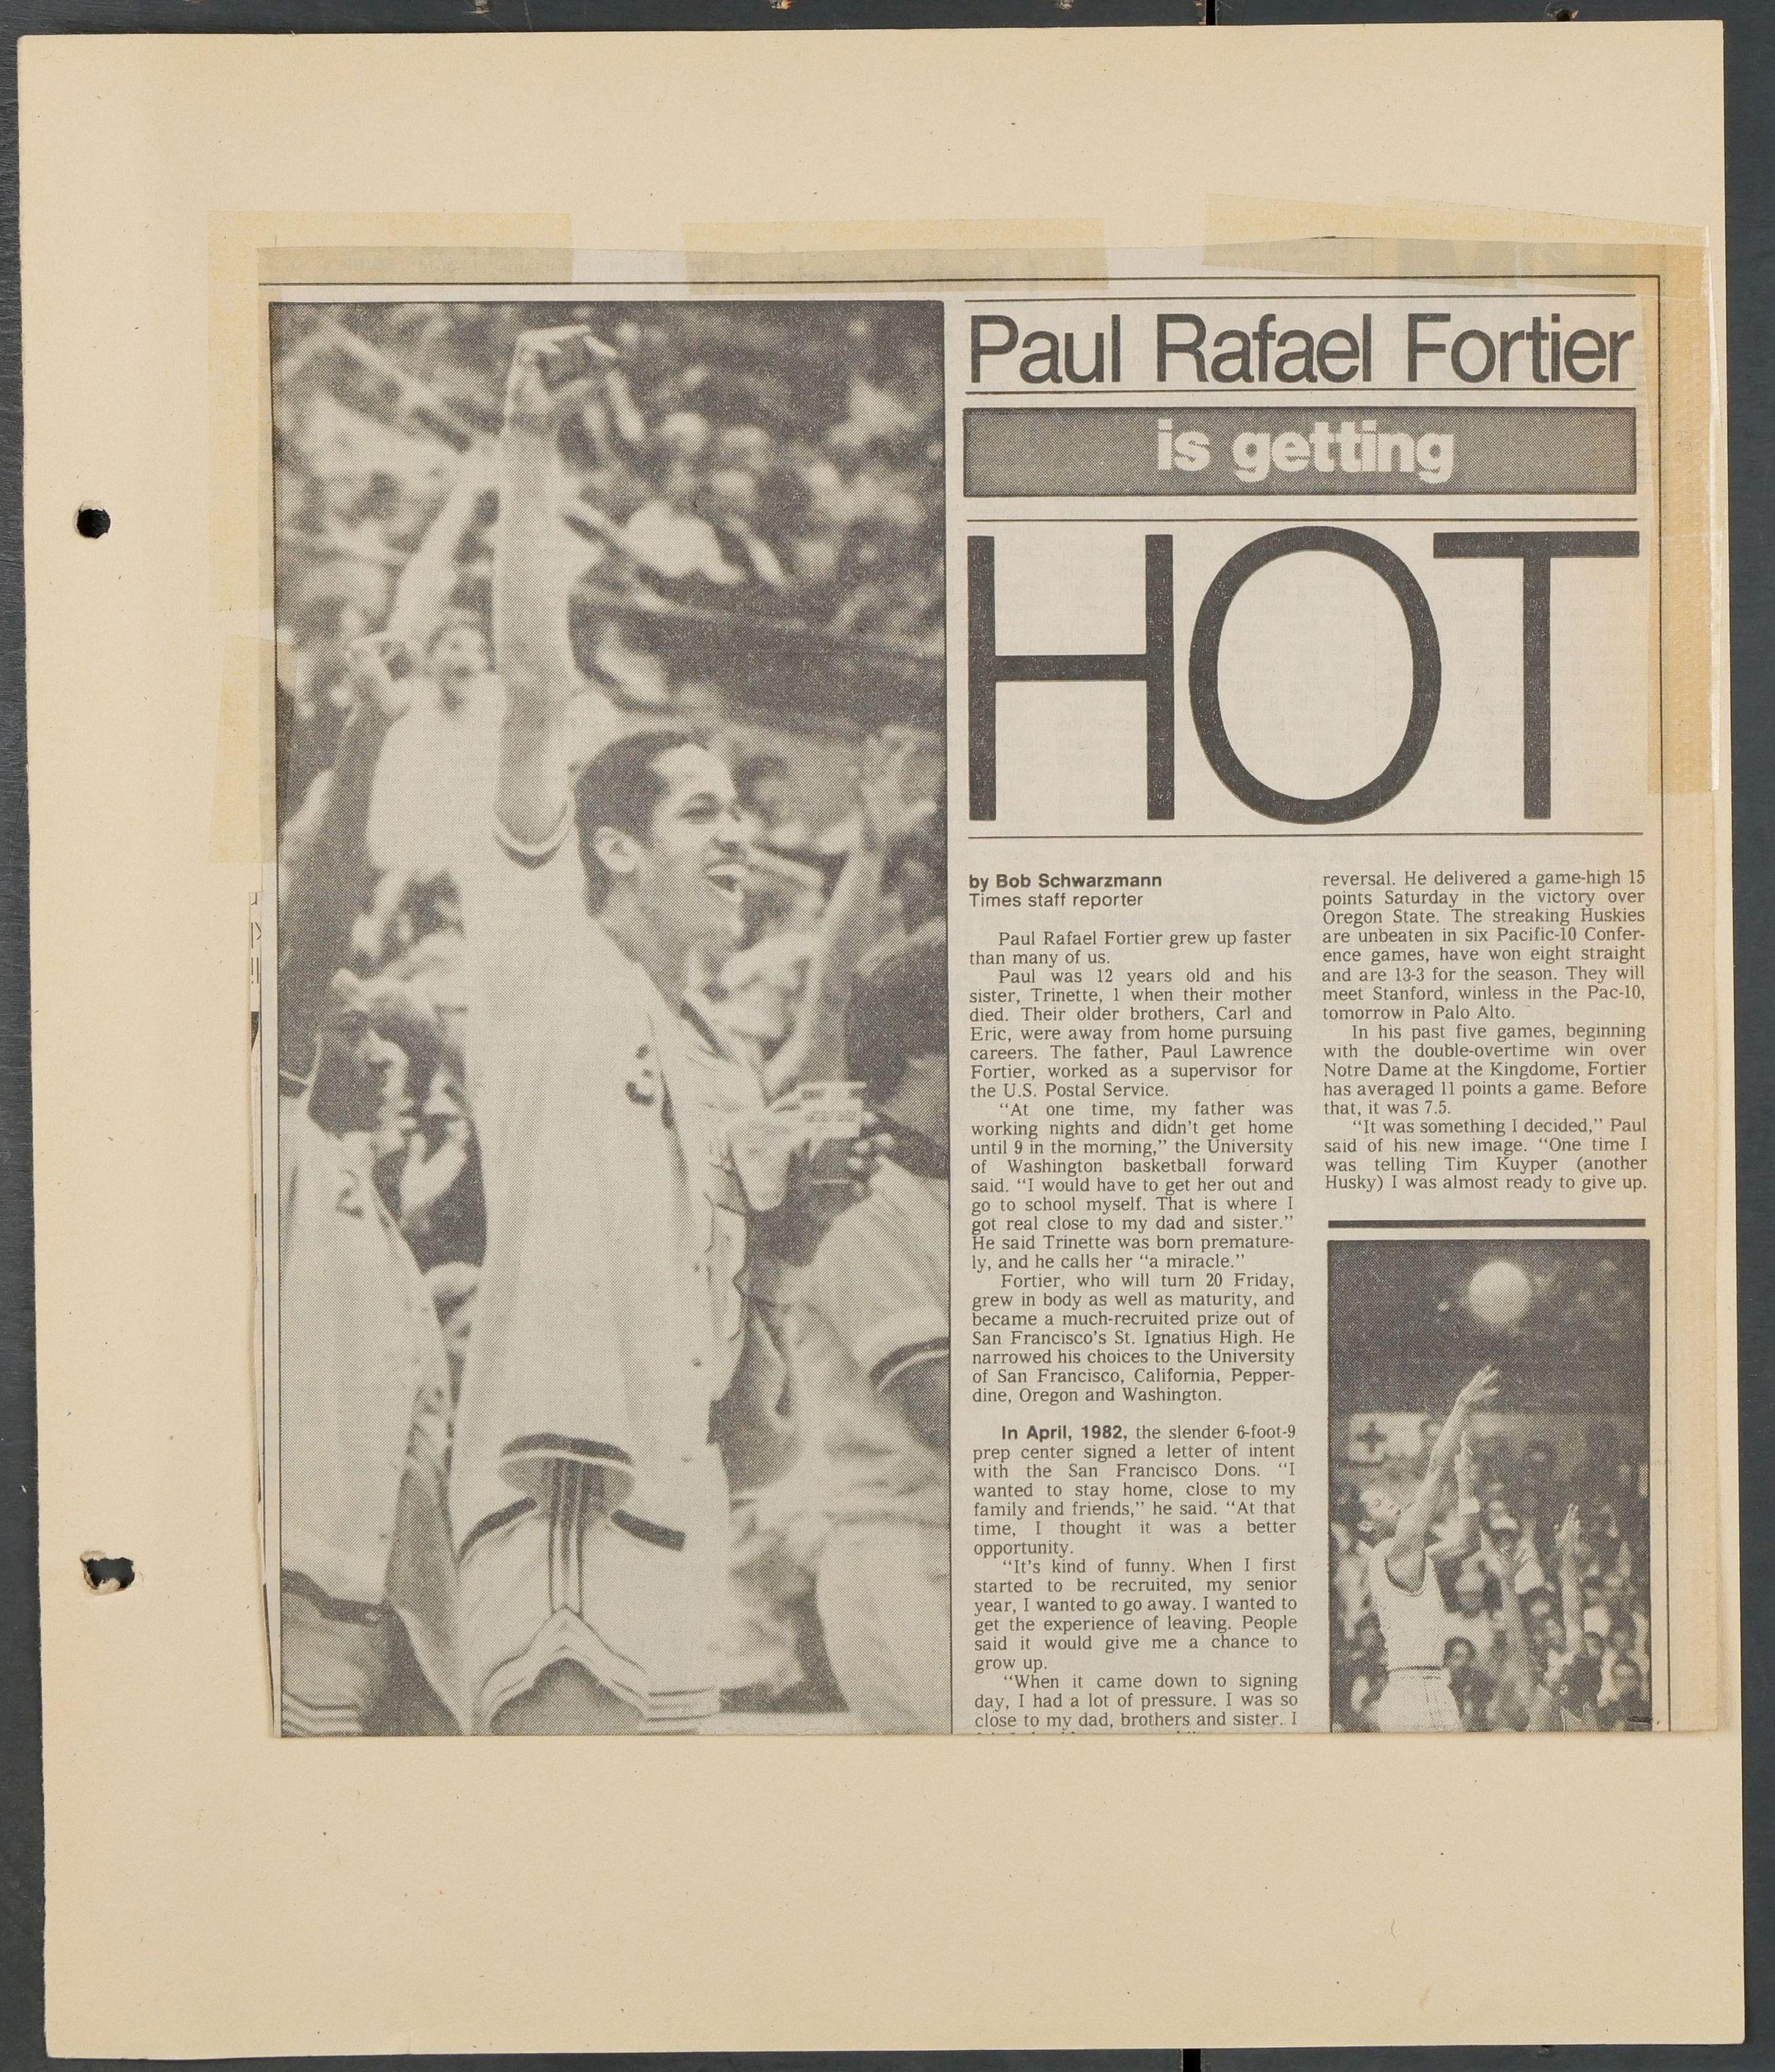 Paul Rafael Fortier
is getting
HOT
by Bob Schwarzmann
Times staff reporter
Paul Rafael Fortier grew up faster
than many of us.
Paul was 12 years old and his
sister, Trinette, 1 when their mother
died. Their older brothers, Carl and
Eric, were away from home pursuing
careers. The father, Paul Lawrence
Fortier, worked as a supervisor for
the U.S. Postal Service.
"At one time, my father was
working nights and didn't get home
until 9 in the morning," the University
of Washington basketball forward
said. "I would have to get her out and
go to school myself. That is where I
got real close to my dad and sister."
He said Trinette was born premature-
ly, and he calls her "a miracle."
Fortier, who will turn 20 Friday,
grew in body as well as maturity, and
became a much-recruited prize out of
San Francisco's St. Ignatius High. He
narrowed his choices to the University
of San Francisco, California, Pepper-
dine, Oregon and Washington.
In April, 1982, the slender 6-foot-9
prep center signed a letter of intent
with the San Francisco Dons. "I
wanted to stay home, close to my
family and friends," he said. "At that
time, I thought it was a better
opportunity.
"It's kind of funny. When I first
started to be recruited, my senior
year, I wanted to go away. I wanted to
get the experience of leaving. People
said it would give me a chance to
grow up.
"When it came down to signing
day, I had a lot of pressure. I was so
close to my dad, brothers and sister. I
reversal. He delivered a game-high 15
points Saturday in the victory over
Oregon State. The streaking Huskies
are unbeaten in six Pacific-10 Confer-
ence games, have won eight straight
and are 13-3 for the season. They will
meet Stanford, winless in the Pac-10,
tomorrow in Palo Alto.
In his past five games, beginning
with the double-overtime win over
Notre Dame at the Kingdome, Fortier
has averaged 11 points a game. Before
that, it was 7.5.
"It was something I decided," Paul
said of his new image. "One time I
was telling Tim Kuyper (another
Husky) I was almost ready to give up.